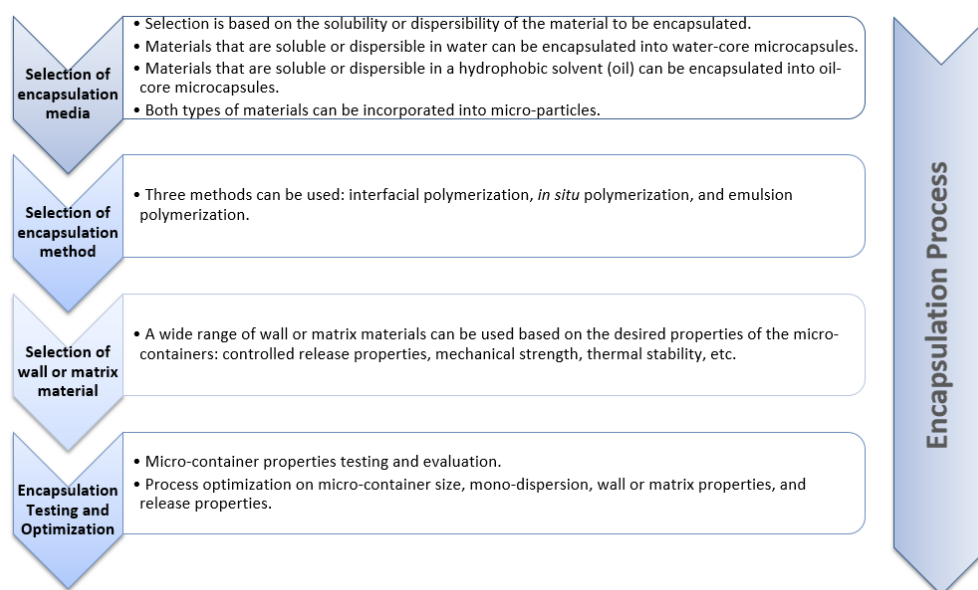 Selection of
encapsulation
media
• Selection is based on the solubility or dispersibility of the material to be encapsulated.
• Materials that are soluble or dispersible in water can be encapsulated into water-core microcapsules.
• Materials that are soluble or dispersible in a hydrophobic solvent (oil) can be encapsulated into oil-
core microcapsules.
• Both types of materials can be incorporated into micro-particles.
Selection of
encapsulation
method
• Three methods can be used: interfacial polymerization, in situ polymerization, and emulsion
polymerization.
Selection of
wall or matrix
material
• A wide range of wall or matrix materials can be used based on the desired properties of the micro-
containers: controlled release properties, mechanical strength, thermal stability, etc.
Encapsulation
Testing and
Optimization
• Micro-container properties testing and evaluation.
• Process optimization on micro-container size, mono-dispersion, wall or matrix properties, and
release properties.
Encapsulation Process